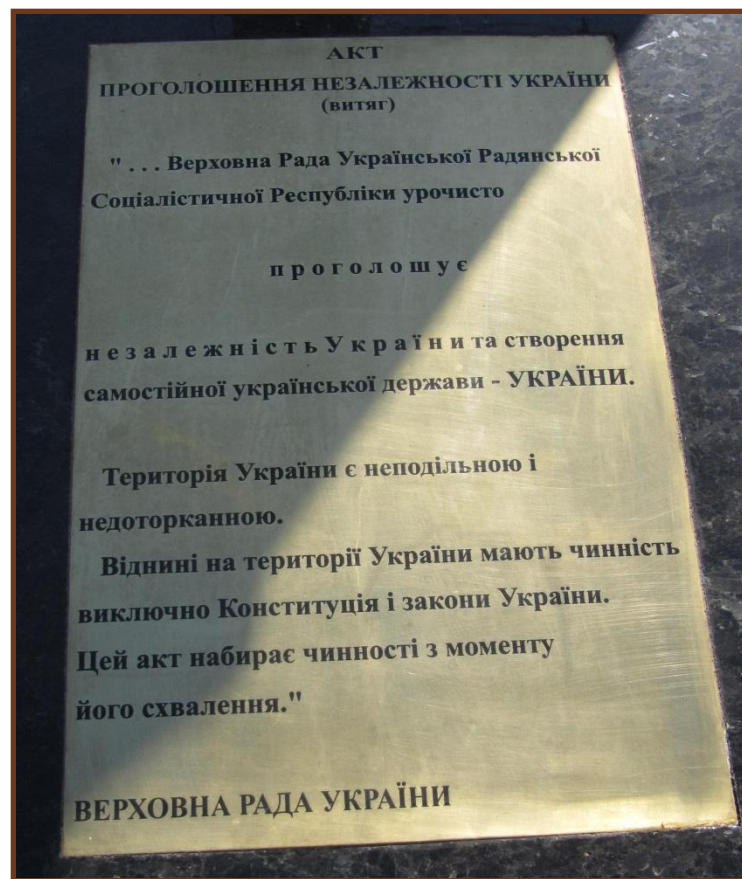 АКТ
ПРОГОЛОШЕННЯ НЕЗАЛЕЖНОСТІ УКРАЇНИ
(витяг)
" . . . Верховна Рада Української Радянської
Соціалістичної Республіки урочисто
п р о г о л о ш у є
н е з а л е ж н і с т ь У к р а ї н и та створення
самостійної української держави - УКРАЇНИ.
Територія України є неподільною і
недоторканною.
Віднині на території України мають чинність
виключно Конституція і закони України.
Цей акт набирає чинності з моменту
його схвалення."
ВЕРХОВНА РАДА УКРАЇНИ